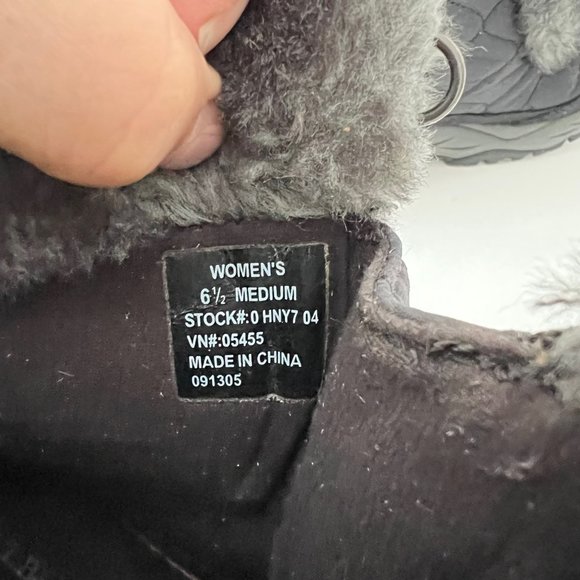 WOMEN'S
6½ MEDIUM
STOCK#:0 HNY7 04
VN#:05455
MADE IN CHINA
091305